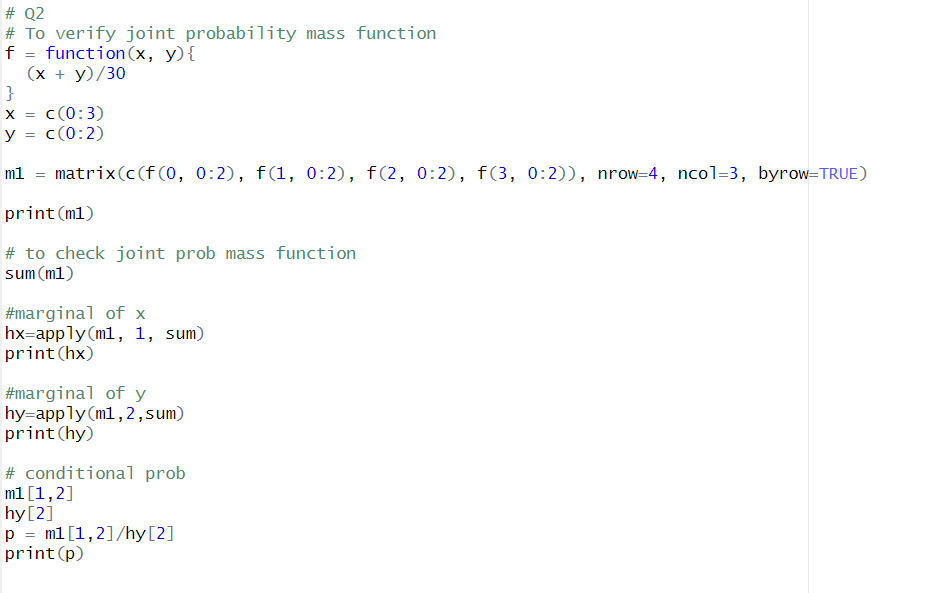 # Q2
# To verify joint probability mass function
f = function(x, y){
  (x + y)/30
}
x = c(0:3)
y = c(0:2)
m1 = matrix(c(f(0, 0:2), f(1, 0:2), f(2, 0:2), f(3, 0:2)), nrow=4, ncol=3, byrow=TRUE)
print(m1)
# to check joint prob mass function
sum(m1)
#marginal of x
hx=apply(m1, 1, sum)
print(hx)
#marginal of y
hy=apply(m1,2,sum)
print(hy)
# conditional prob
m1[1,2]
hy[2]
p = m1[1,2]/hy[2]
print(p)